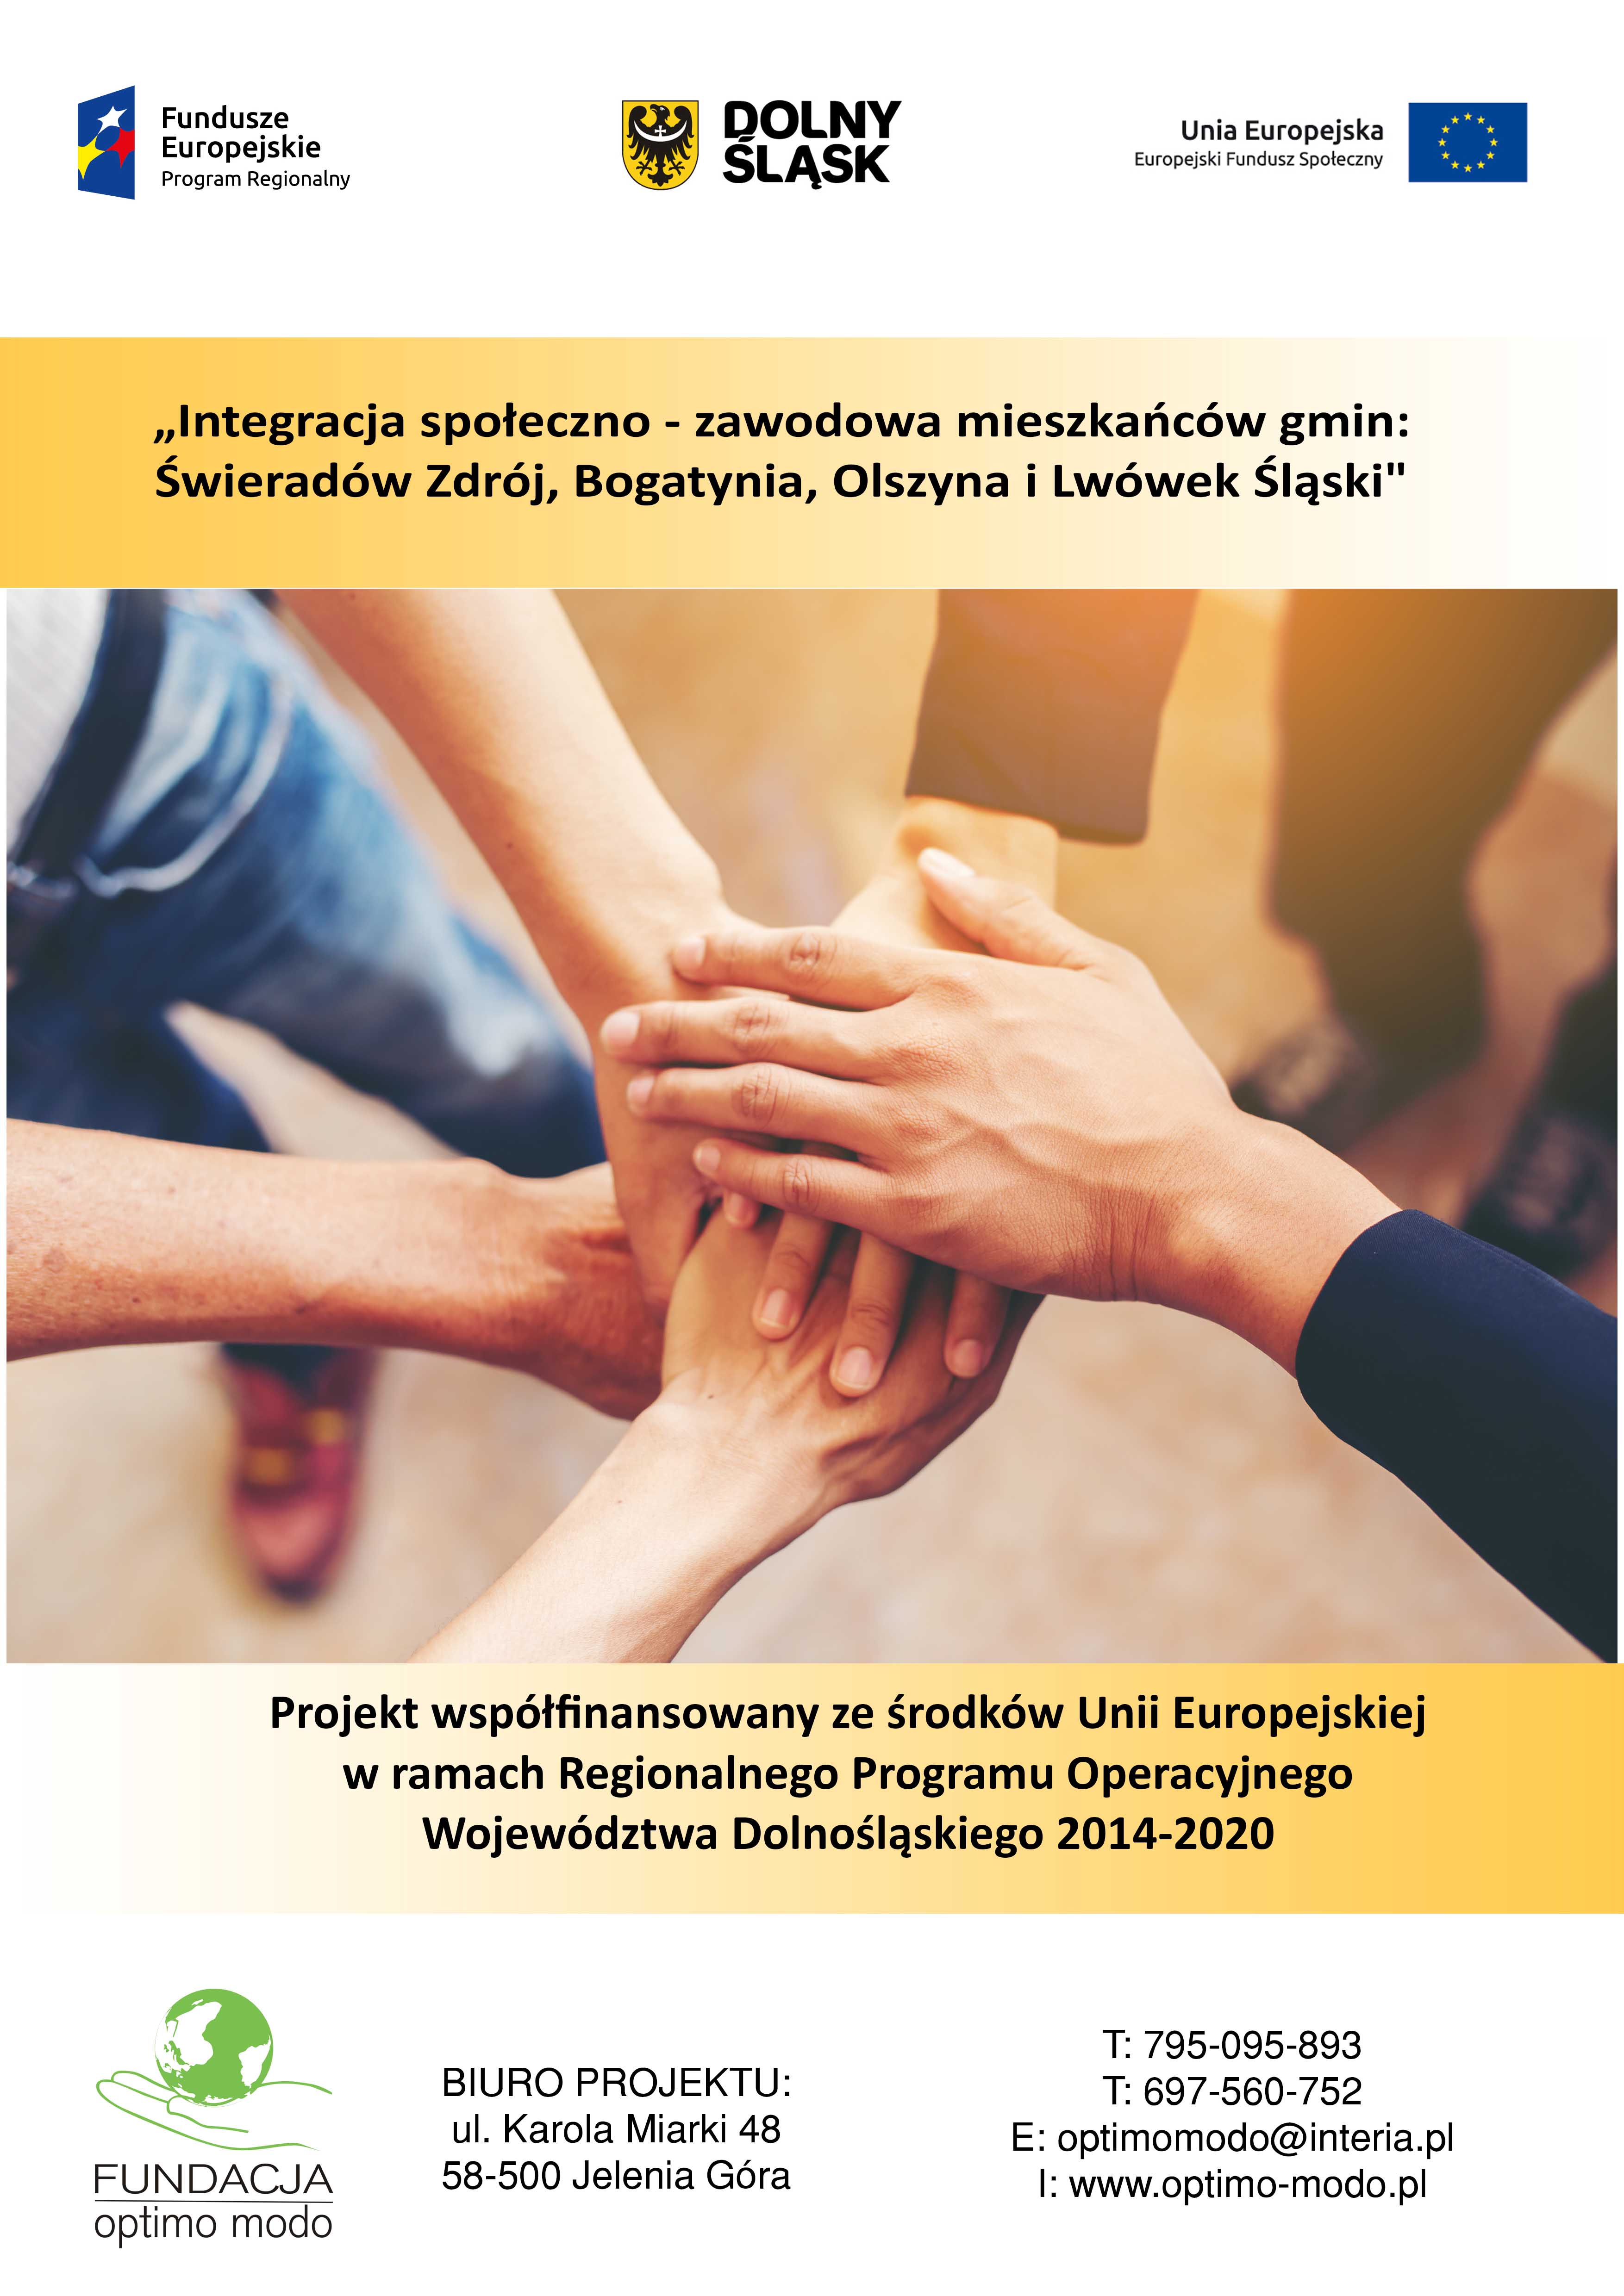 Fundusze
Europejskie
Program Regionalny
DOLNY
ŚLĄSK
Unia Europejska
Europejski Fundusz Społeczny
„Integracja społeczno - zawodowa mieszkańców gmin:
Świeradów Zdrój, Bogatynia, Olszyna i Lwówek Śląski"
Projekt współfinansowany ze środków Unii Europejskiej
w ramach Regionalnego Programu Operacyjnego
Województwa Dolnośląskiego 2014-2020
FUNDACJA
optimo modo
BIURO PROJEKTU:
ul. Karola Miarki 48
58-500 Jelenia Góra
T: 795-095-893
T: 697-560-752
E: optimomodo@interia.pl
I: www.optimo-modo.pl